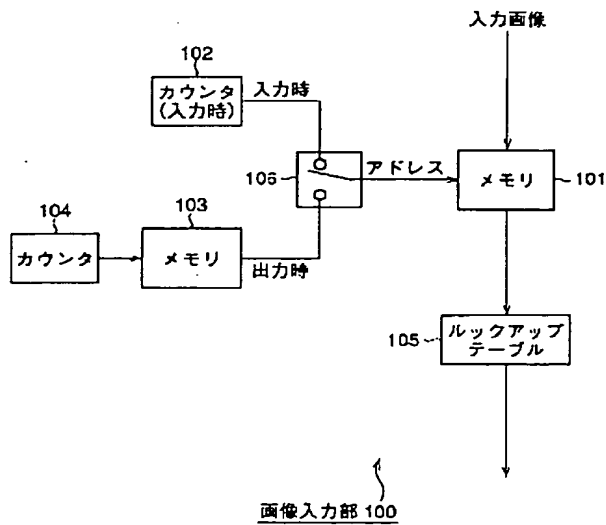 入力画像
102
カウンタ
(入力時)
入力時
106
アドレス
メモリ
101
104
103
カウンタ
メモリ
出力時
105
ルックアップ
テーブル
画像入力部 100